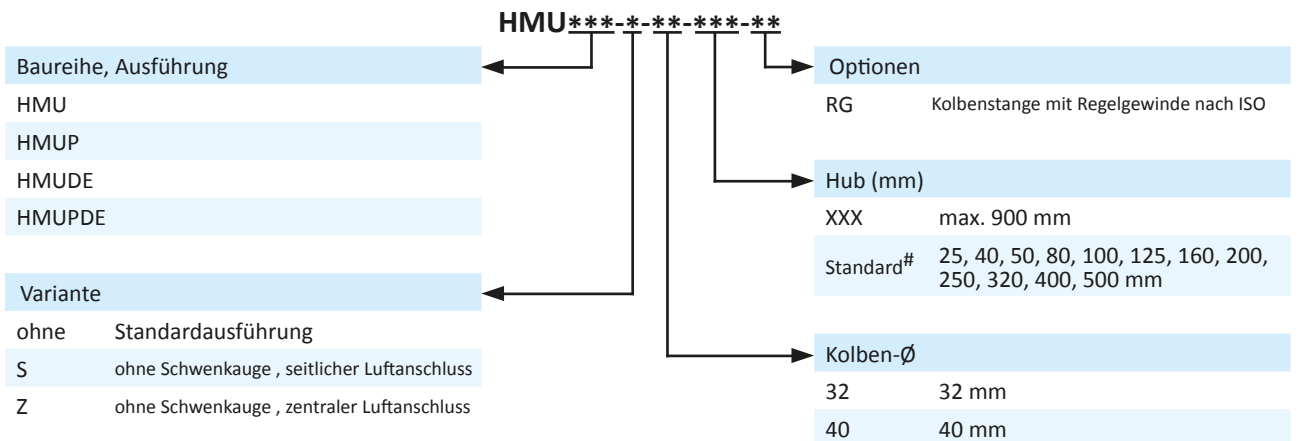 HMU***-*-**-***-**
Baureihe, Ausführung
HMU
HMUP
HMUDE
HMUPDE
Variante
ohne Standardausführung
S ohne Schwenkauge , seitlicher Luftanschluss
Z ohne Schwenkauge , zentraler Luftanschluss
Optionen
RG Kolbenstange mit Regelgewinde nach ISO
Hub (mm)
XXX max. 900 mm
Standard# 25, 40, 50, 80, 100, 125, 160, 200,
250, 320, 400, 500 mm
Kolben-Ø
32 32 mm
40 40 mm